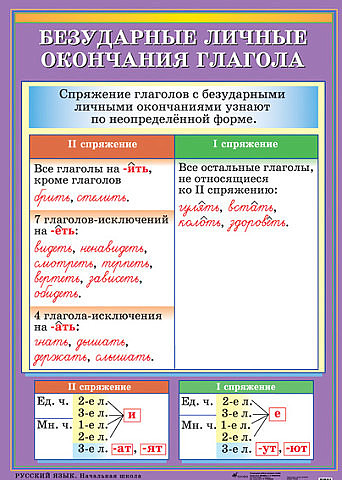 БЕЗУДАРНЫЕ ЛИЧНЫЕ
ОКОНЧАНИЯ ГЛАГОЛА
Спряжение глаголов с безударными
личными окончаниями узнают
по неопределённой форме.
II спряжение
Все глаголы на -ить,
кроме глаголов
брить, стелить.
7 глаголов-исключений
на -еть:
видеть, ненавидеть,
смотреть, терпеть,
вертеть, зависеть,
обидеть.
4 глагола-исключения
на -ать:
гнать, дышать,
держать, слышать.
I спряжение
Все остальные глаголы,
не относящиеся
ко II спряжению:
гулять, встать,
колоть, здороветь.
II спряжение
Ед. ч. 2-е л.
3-е л.
Мн. ч. 1-е л.
2-е л.
и
3-е л. -ат, -ят
I спряжение
Ед. ч. 2-е л.
3-е л.
Мн. ч. 1-е л.
2-е л.
е
3-е л. -ут, -ют
РУССКИЙ ЯЗЫК. Начальная школа